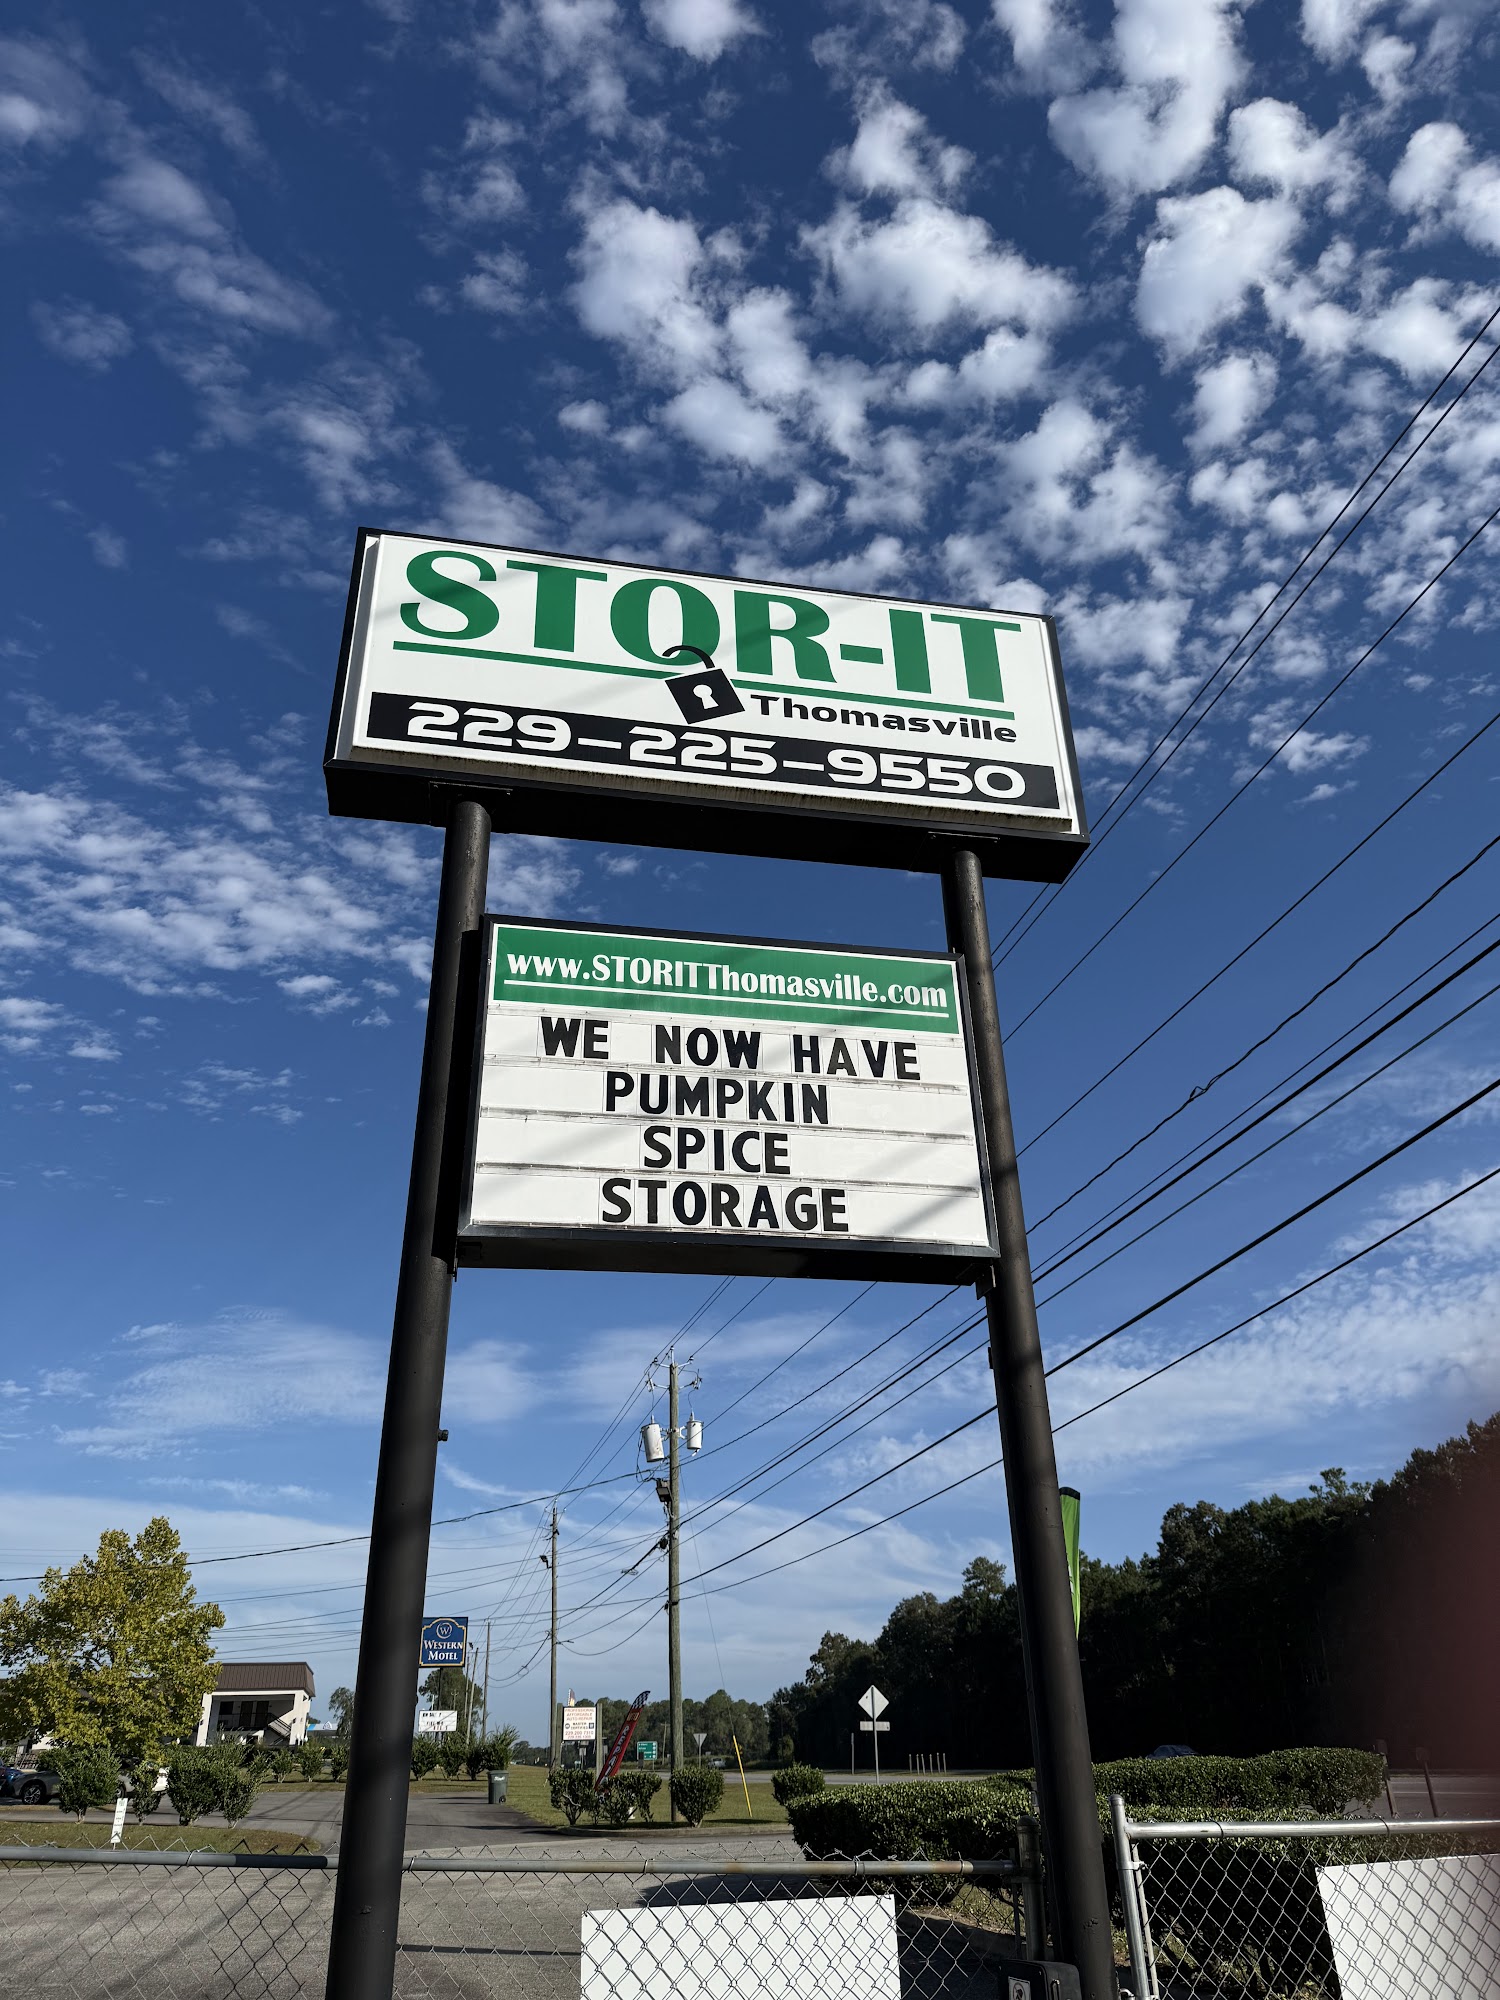 STOR-IT
Thomasville
229-225-9550
www.STORITThomasville.com
WE NOW HAVE
PUMPKIN
SPICE
STORAGE
W
WESTERN
MOTEL